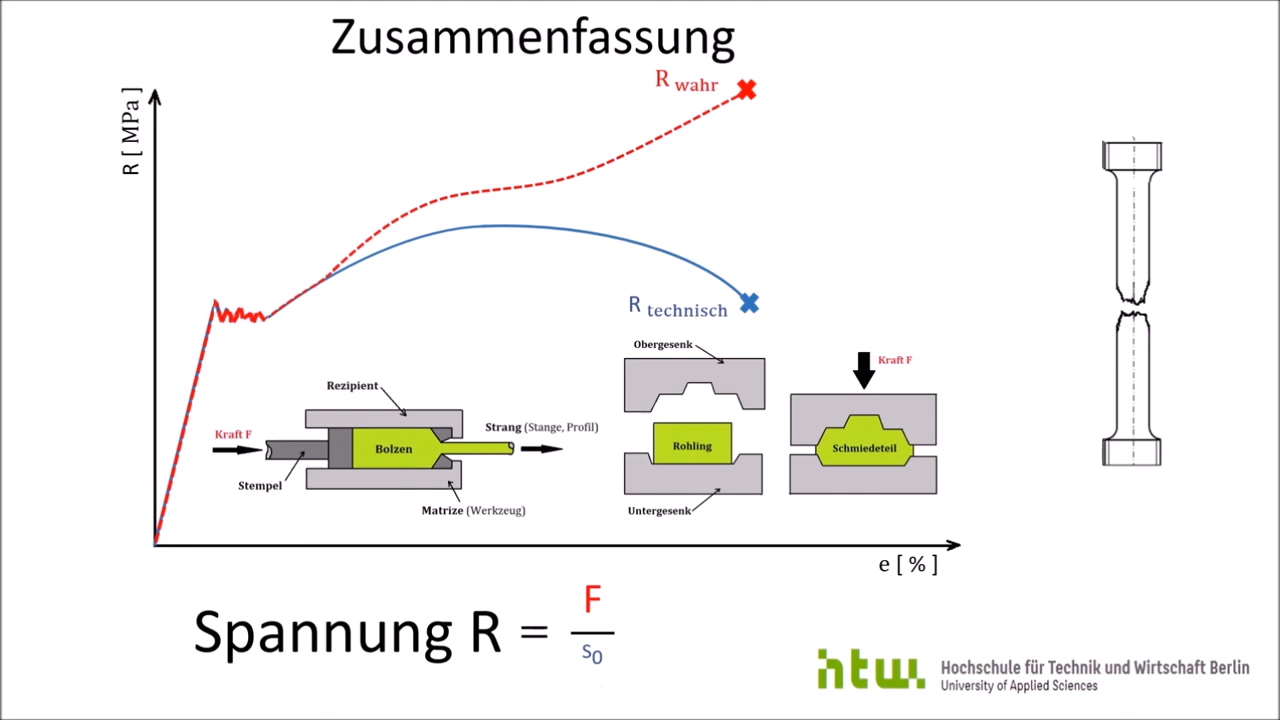 Zusammenfassung
R wahr
R [ MPa ]
R technisch
Obergesenk
Kraft F
Rezipient
Strang (Stange, Profil)
Kraft F
Bolzen
Rohling
Schmiedeteil
Stempel
Matrize (Werkzeug)
Untergesenk
e [ % ]
Spannung R = F
S0
htw.
Hochschule für Technik und Wirtschaft Berlin
University of Applied Sciences